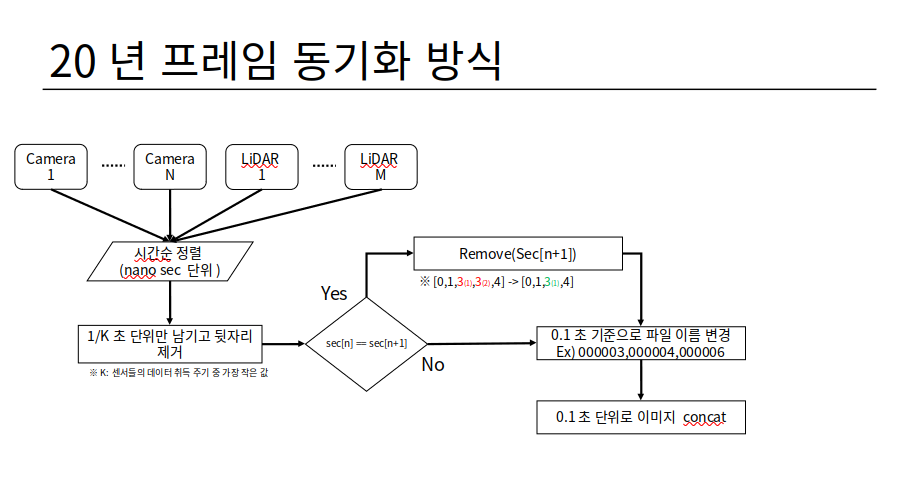 20 년 프레임 동기화 방식
Camera
1
Camera
N
LiDAR
1
LiDAR
M
시간순 정렬
(nano sec 단위 )
1/K 초 단위만 남기고 뒷자리
제거
※ K: 센서들의 데이터 취득 주기 중 가장 작은 값
sec[n] == sec[n+1]
Yes
No
Remove(Sec[n+1])
※ [0,1,3(1),3(2),4] -> [0,1,3(1),4]
0.1 초 기준으로 파일 이름 변경
Ex) 000003,000004,000006
0.1 초 단위로 이미지 concat